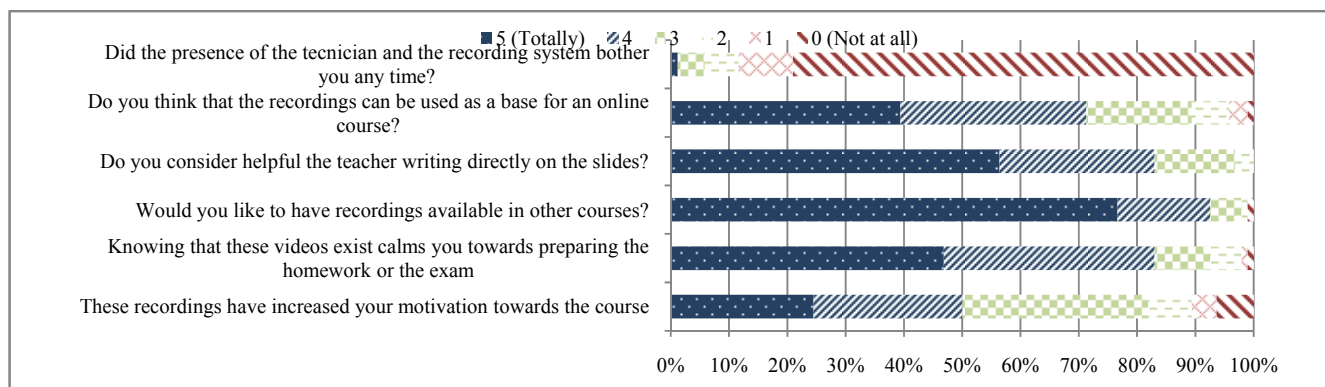 5 (Totally) 4 3 2 1 0 (Not at all)
Did the presence of the tecnician and the recording system bother
you any time?
Do you think that the recordings can be used as a base for an online
course?
Do you consider helpful the teacher writing directly on the slides?
Would you like to have recordings available in other courses?
Knowing that these videos exist calms you towards preparing the
homework or the exam
These recordings have increased your motivation towards the course
0% 10% 20% 30% 40% 50% 60% 70% 80% 90% 100%